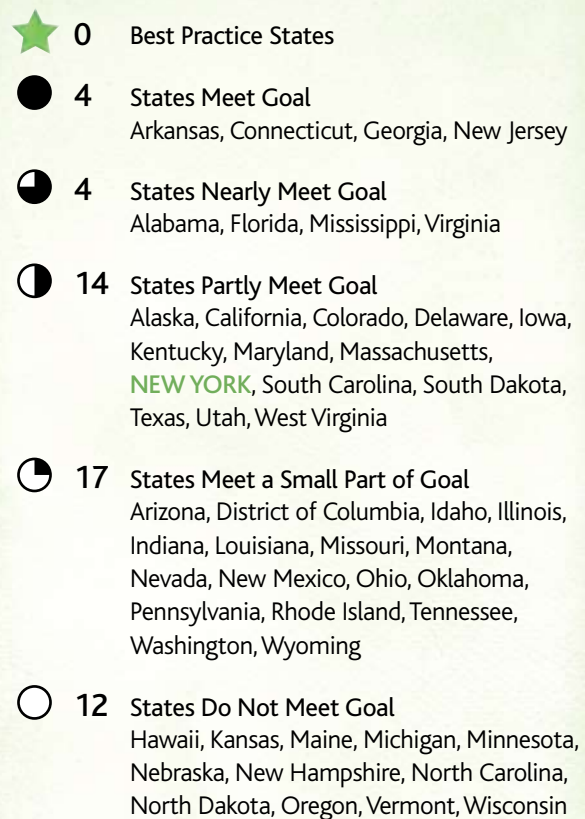 0 Best Practice States
4 States Meet Goal
Arkansas, Connecticut, Georgia, New Jersey
4 States Nearly Meet Goal
Alabama, Florida, Mississippi, Virginia
14 States Partly Meet Goal
Alaska, California, Colorado, Delaware, Iowa,
Kentucky, Maryland, Massachusetts,
NEW YORK, South Carolina, South Dakota,
Texas, Utah, West Virginia
17 States Meet a Small Part of Goal
Arizona, District of Columbia, Idaho, Illinois,
Indiana, Louisiana, Missouri, Montana,
Nevada, New Mexico, Ohio, Oklahoma,
Pennsylvania, Rhode Island, Tennessee,
Washington, Wyoming
12 States Do Not Meet Goal
Hawaii, Kansas, Maine, Michigan, Minnesota,
Nebraska, New Hampshire, North Carolina,
North Dakota, Oregon, Vermont, Wisconsin